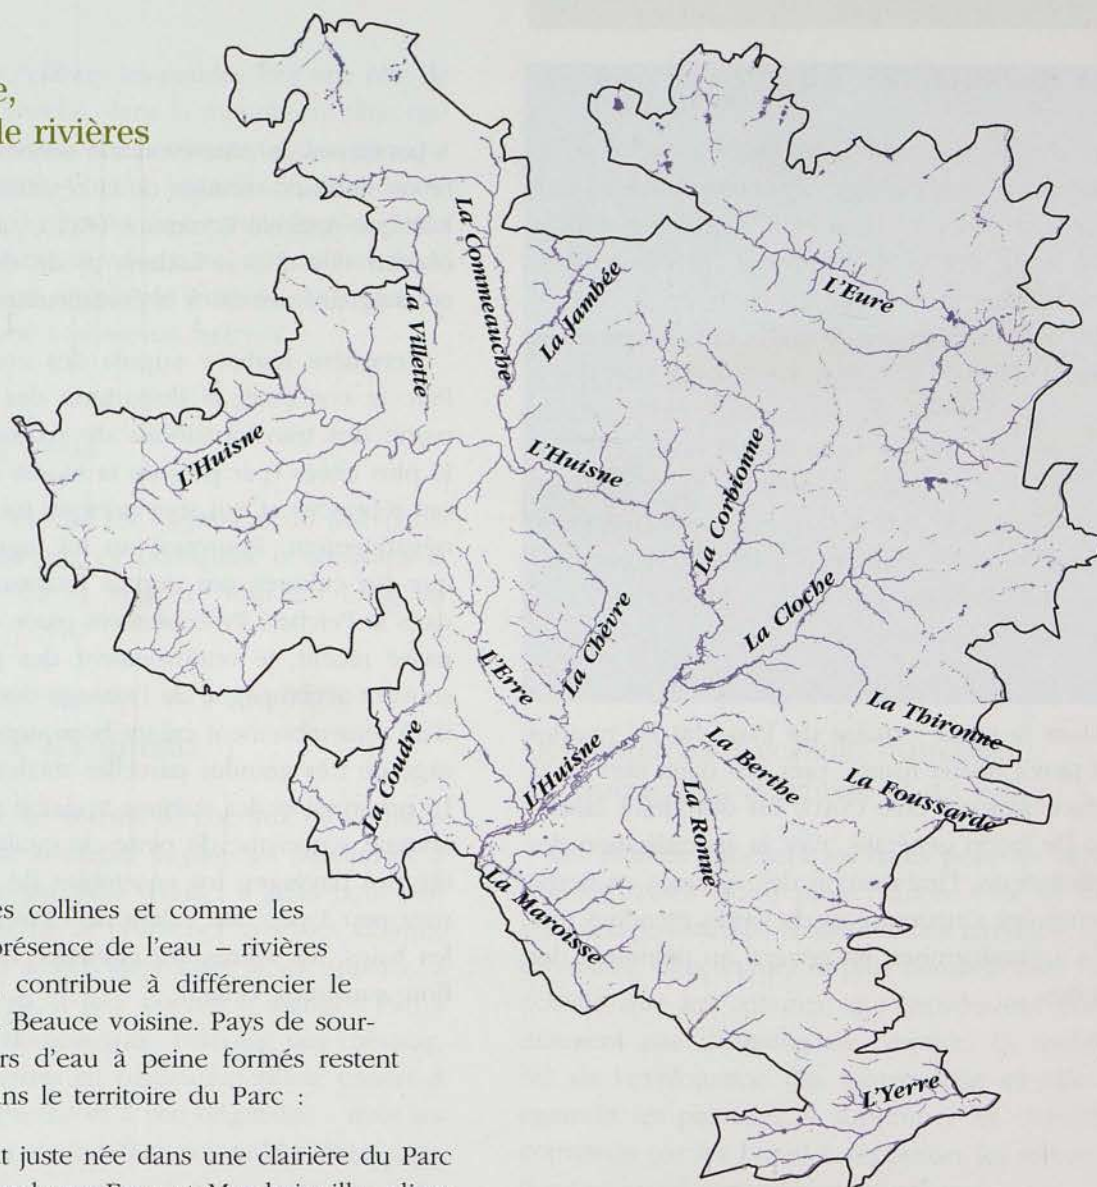 e,
le rivières
La Commeauche
La Jambée
L'Eure
La Villette
L'Huisne
L'Huisne
La Corbionne
La Cloche
La Chèvre
L'Erre
La Thironne
L'Huisne
La Berthe
La Coudre
La Foussarde
La Ronne
La Maroisse
L'Yerre
es collines et comme les
présence de l'eau – rivières
contribue à différencier le
Beauce voisine. Pays de sour-
rs d'eau à peine formés restent
ns le territoire du Parc :
t juste née dans une clairière du Parc